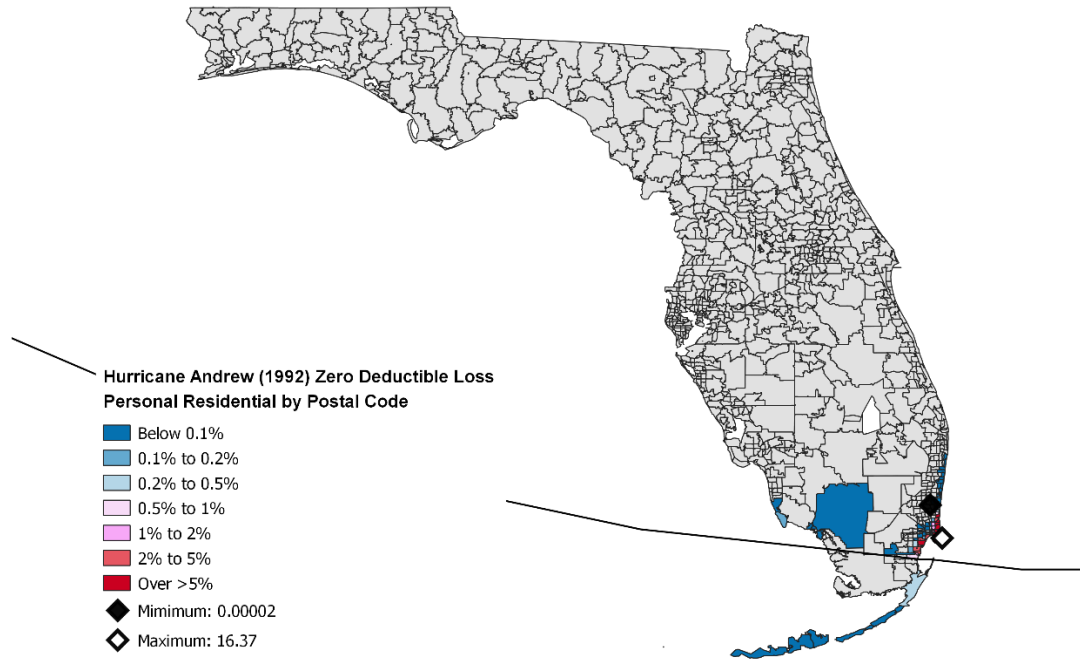 Hurricane Andrew (1992) Zero Deductible Loss
Personal Residential by Postal Code
Below 0.1%
0.1% to 0.2%
0.2% to 0.5%
0.5% to 1%
1% to 2%
2% to 5%
Over >5%
Mimimum: 0.00002
Maximum: 16.37